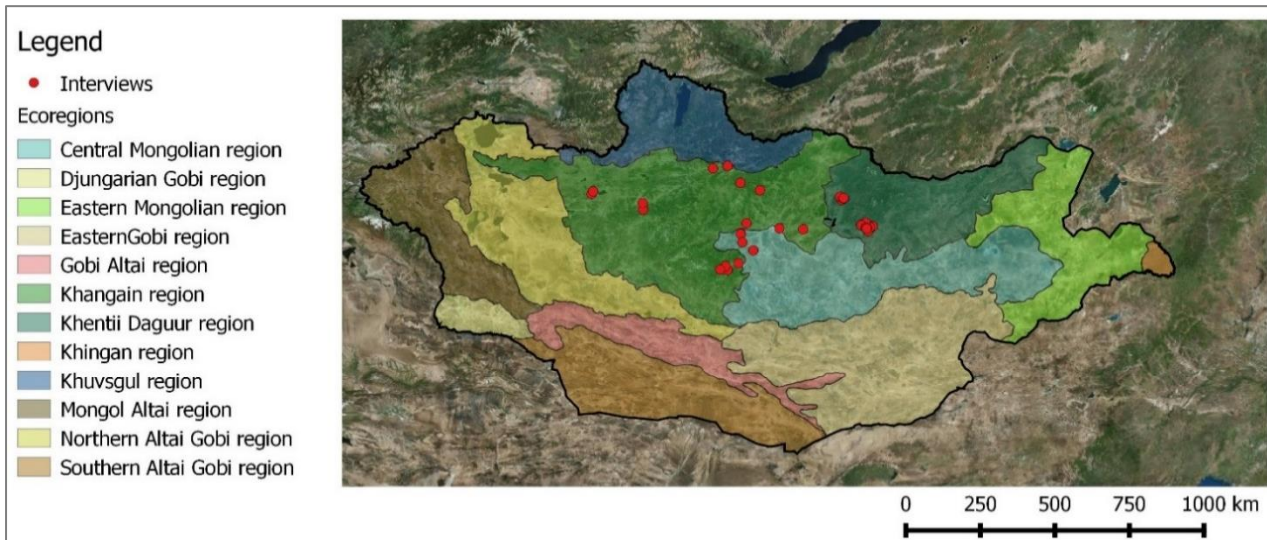 Legend
Interviews
Ecoregions
Central Mongolian region
Djungarian Gobi region
Eastern Mongolian region
EasternGobi region
Gobi Altai region
Khangain region
Khentii Daguur region
Khingan region
Khuvsgul region
Mongol Altai region
Northern Altai Gobi region
Southern Altai Gobi region
0 250 500 750 1000 km